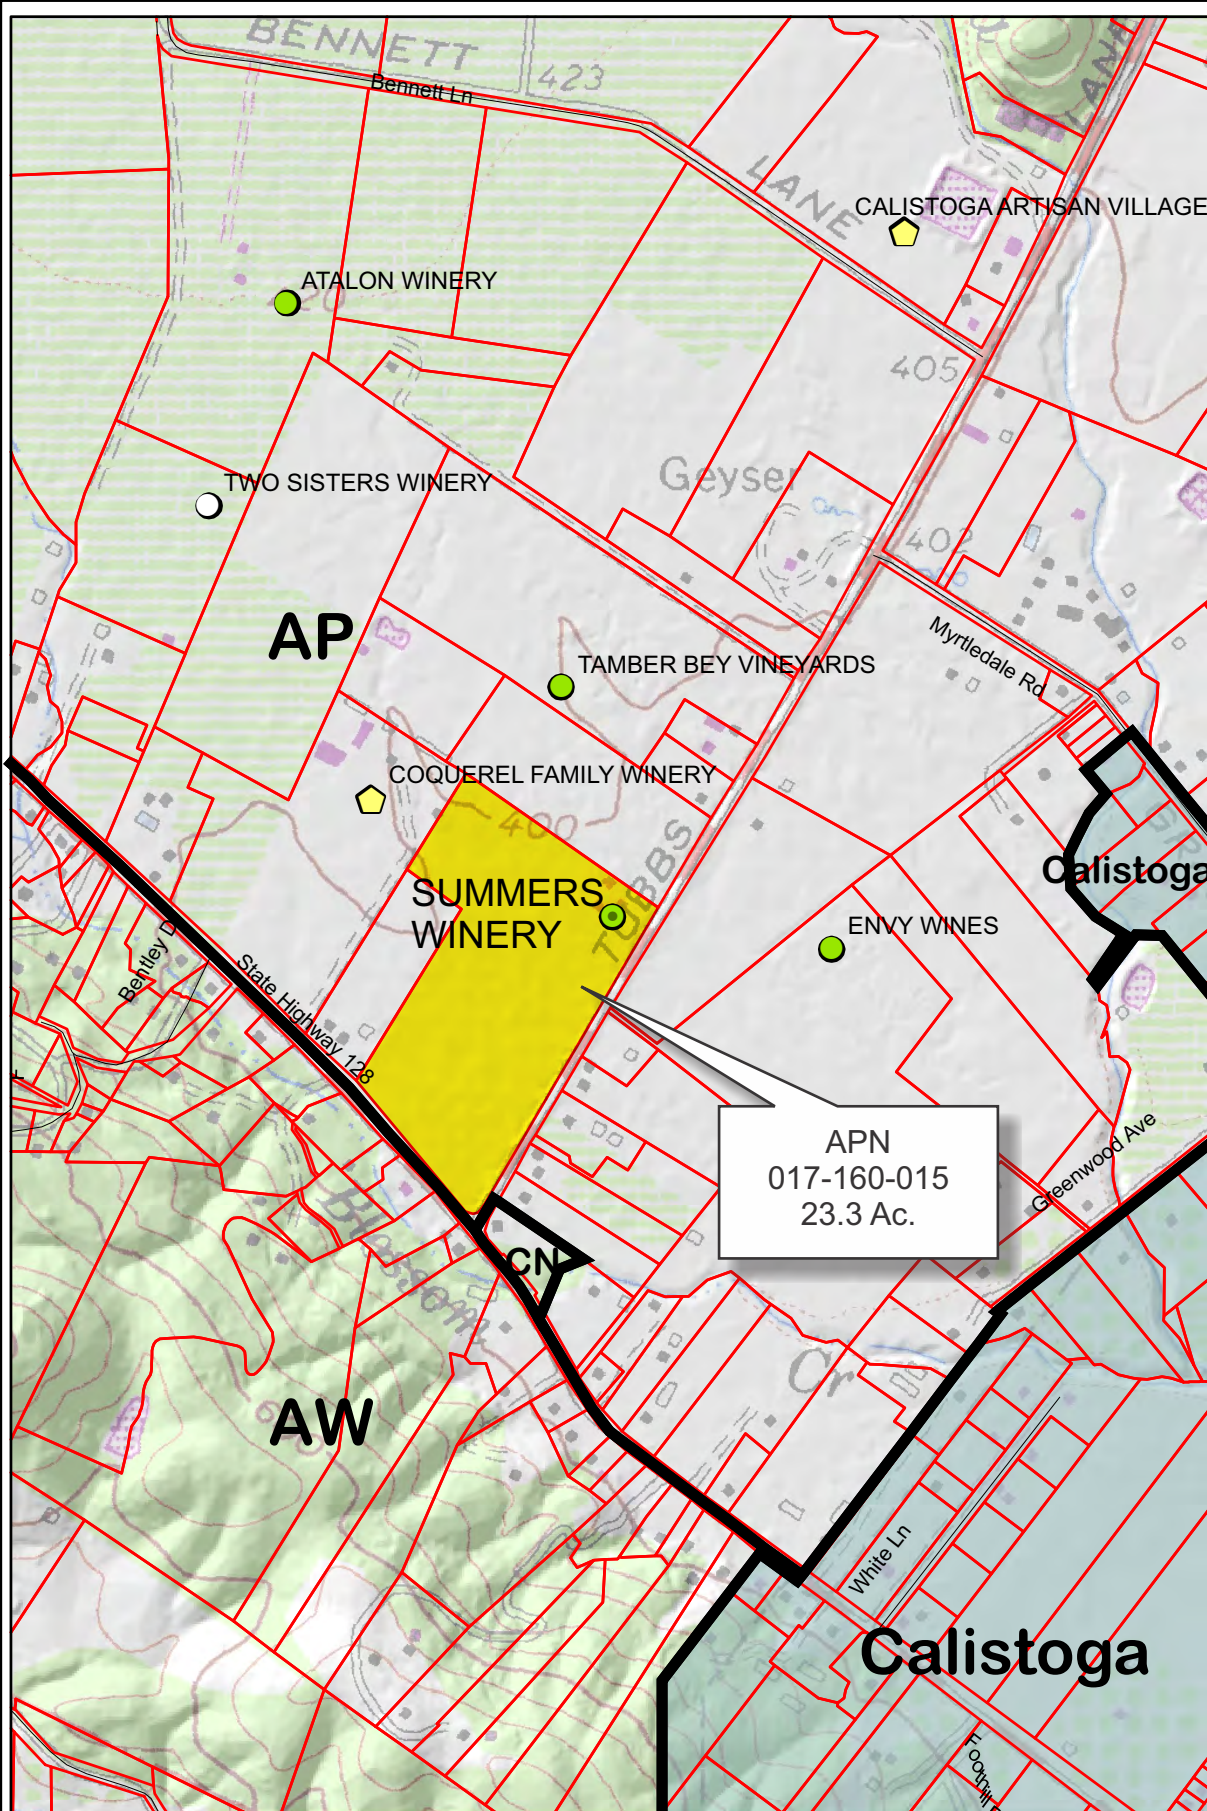 BENNETT
423
Bennett Ln
LANE
LANE
CALISTOGA ARTISAN VILLAGE
ATALON WINERY
405
Geyser
TWO SISTERS WINERY
402
AP
Myrtledale Rd
TAMBER BEY VINEYARDS
COQUEREL FAMILY WINERY
400
TUBBS
Calistoga
SUMMERS
WINERY
ENVY WINES
State Highway 128
APN
017-160-015
23.3 Ac.
Greenwood Ave
CN
Blossom
Cr
AW
White Ln
Calistoga